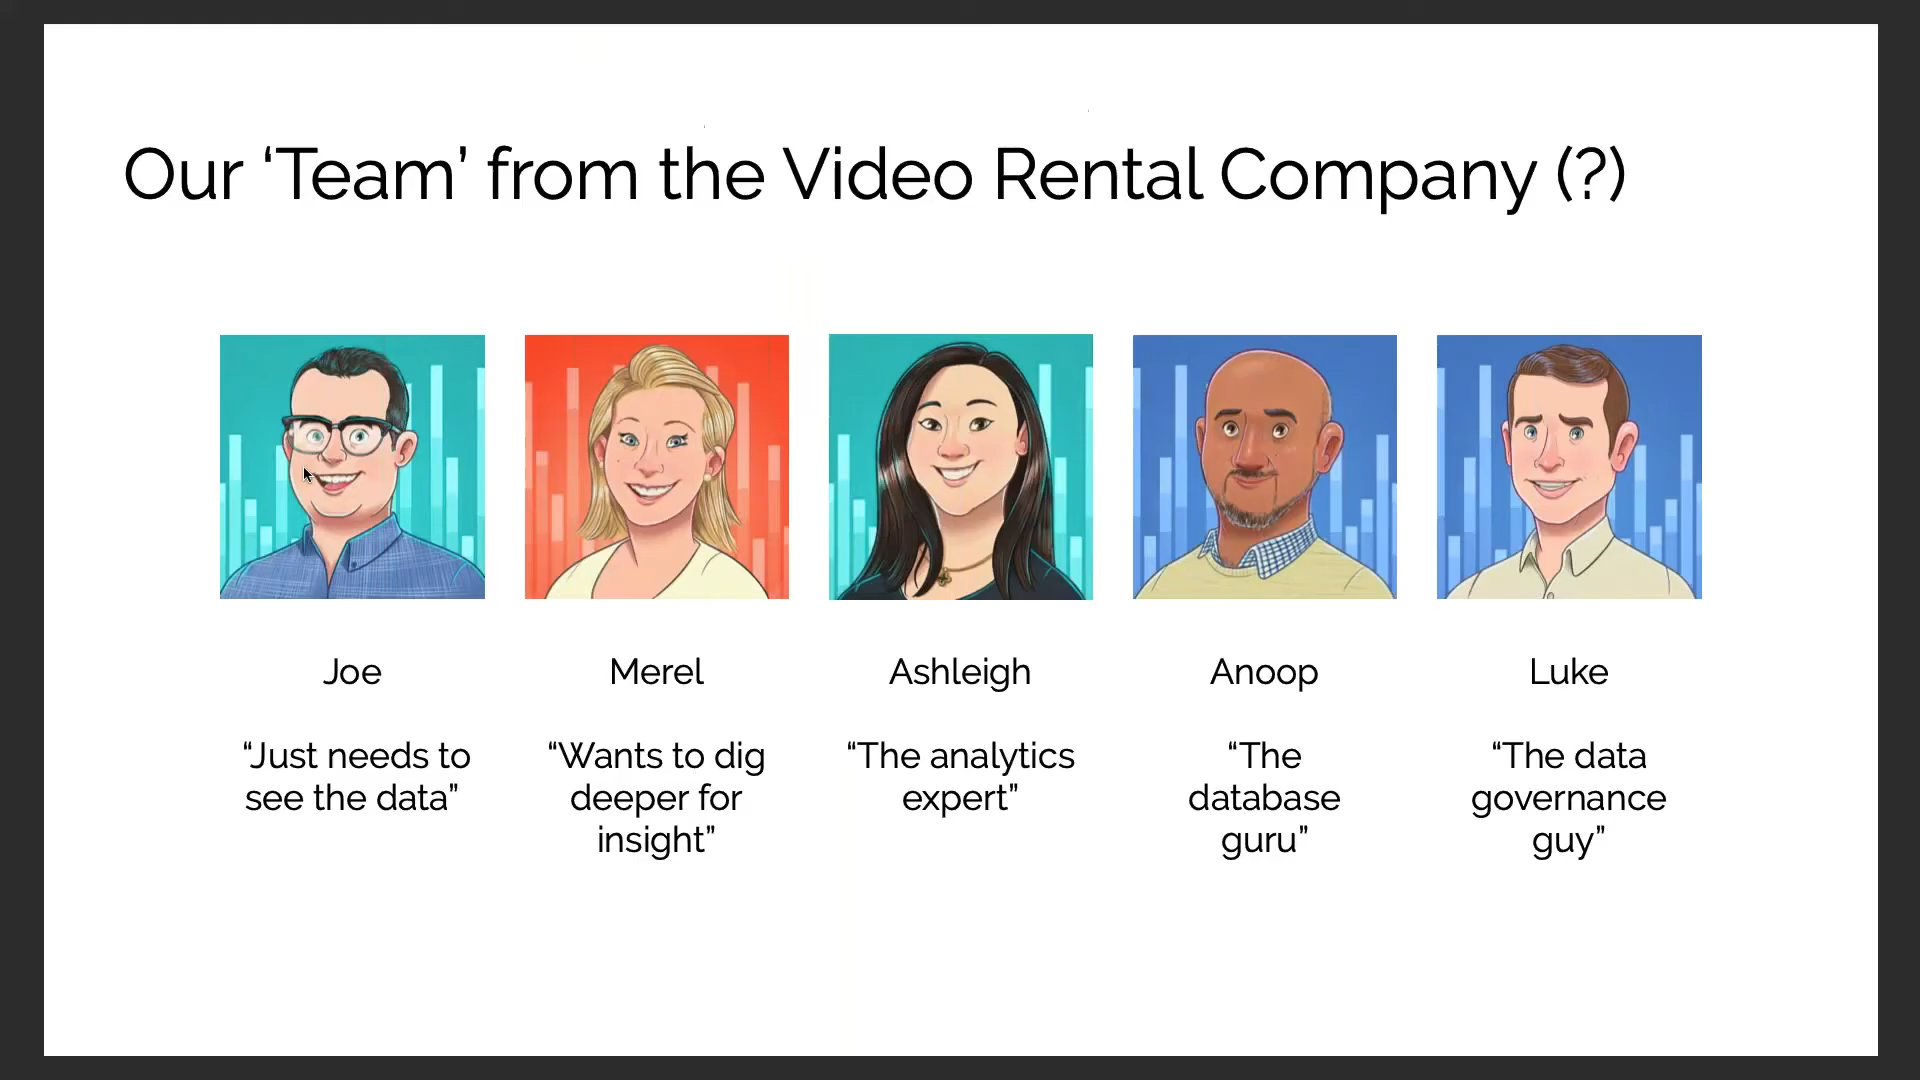 Our ‘Team’ from the Video Rental Company (?)
Joe
“Just needs to
see the data”
Merel
“Wants to dig
deeper for
insight”
Ashleigh
“The analytics
expert”
Anoop
“The
database
guru”
Luke
“The data
governance
guy”